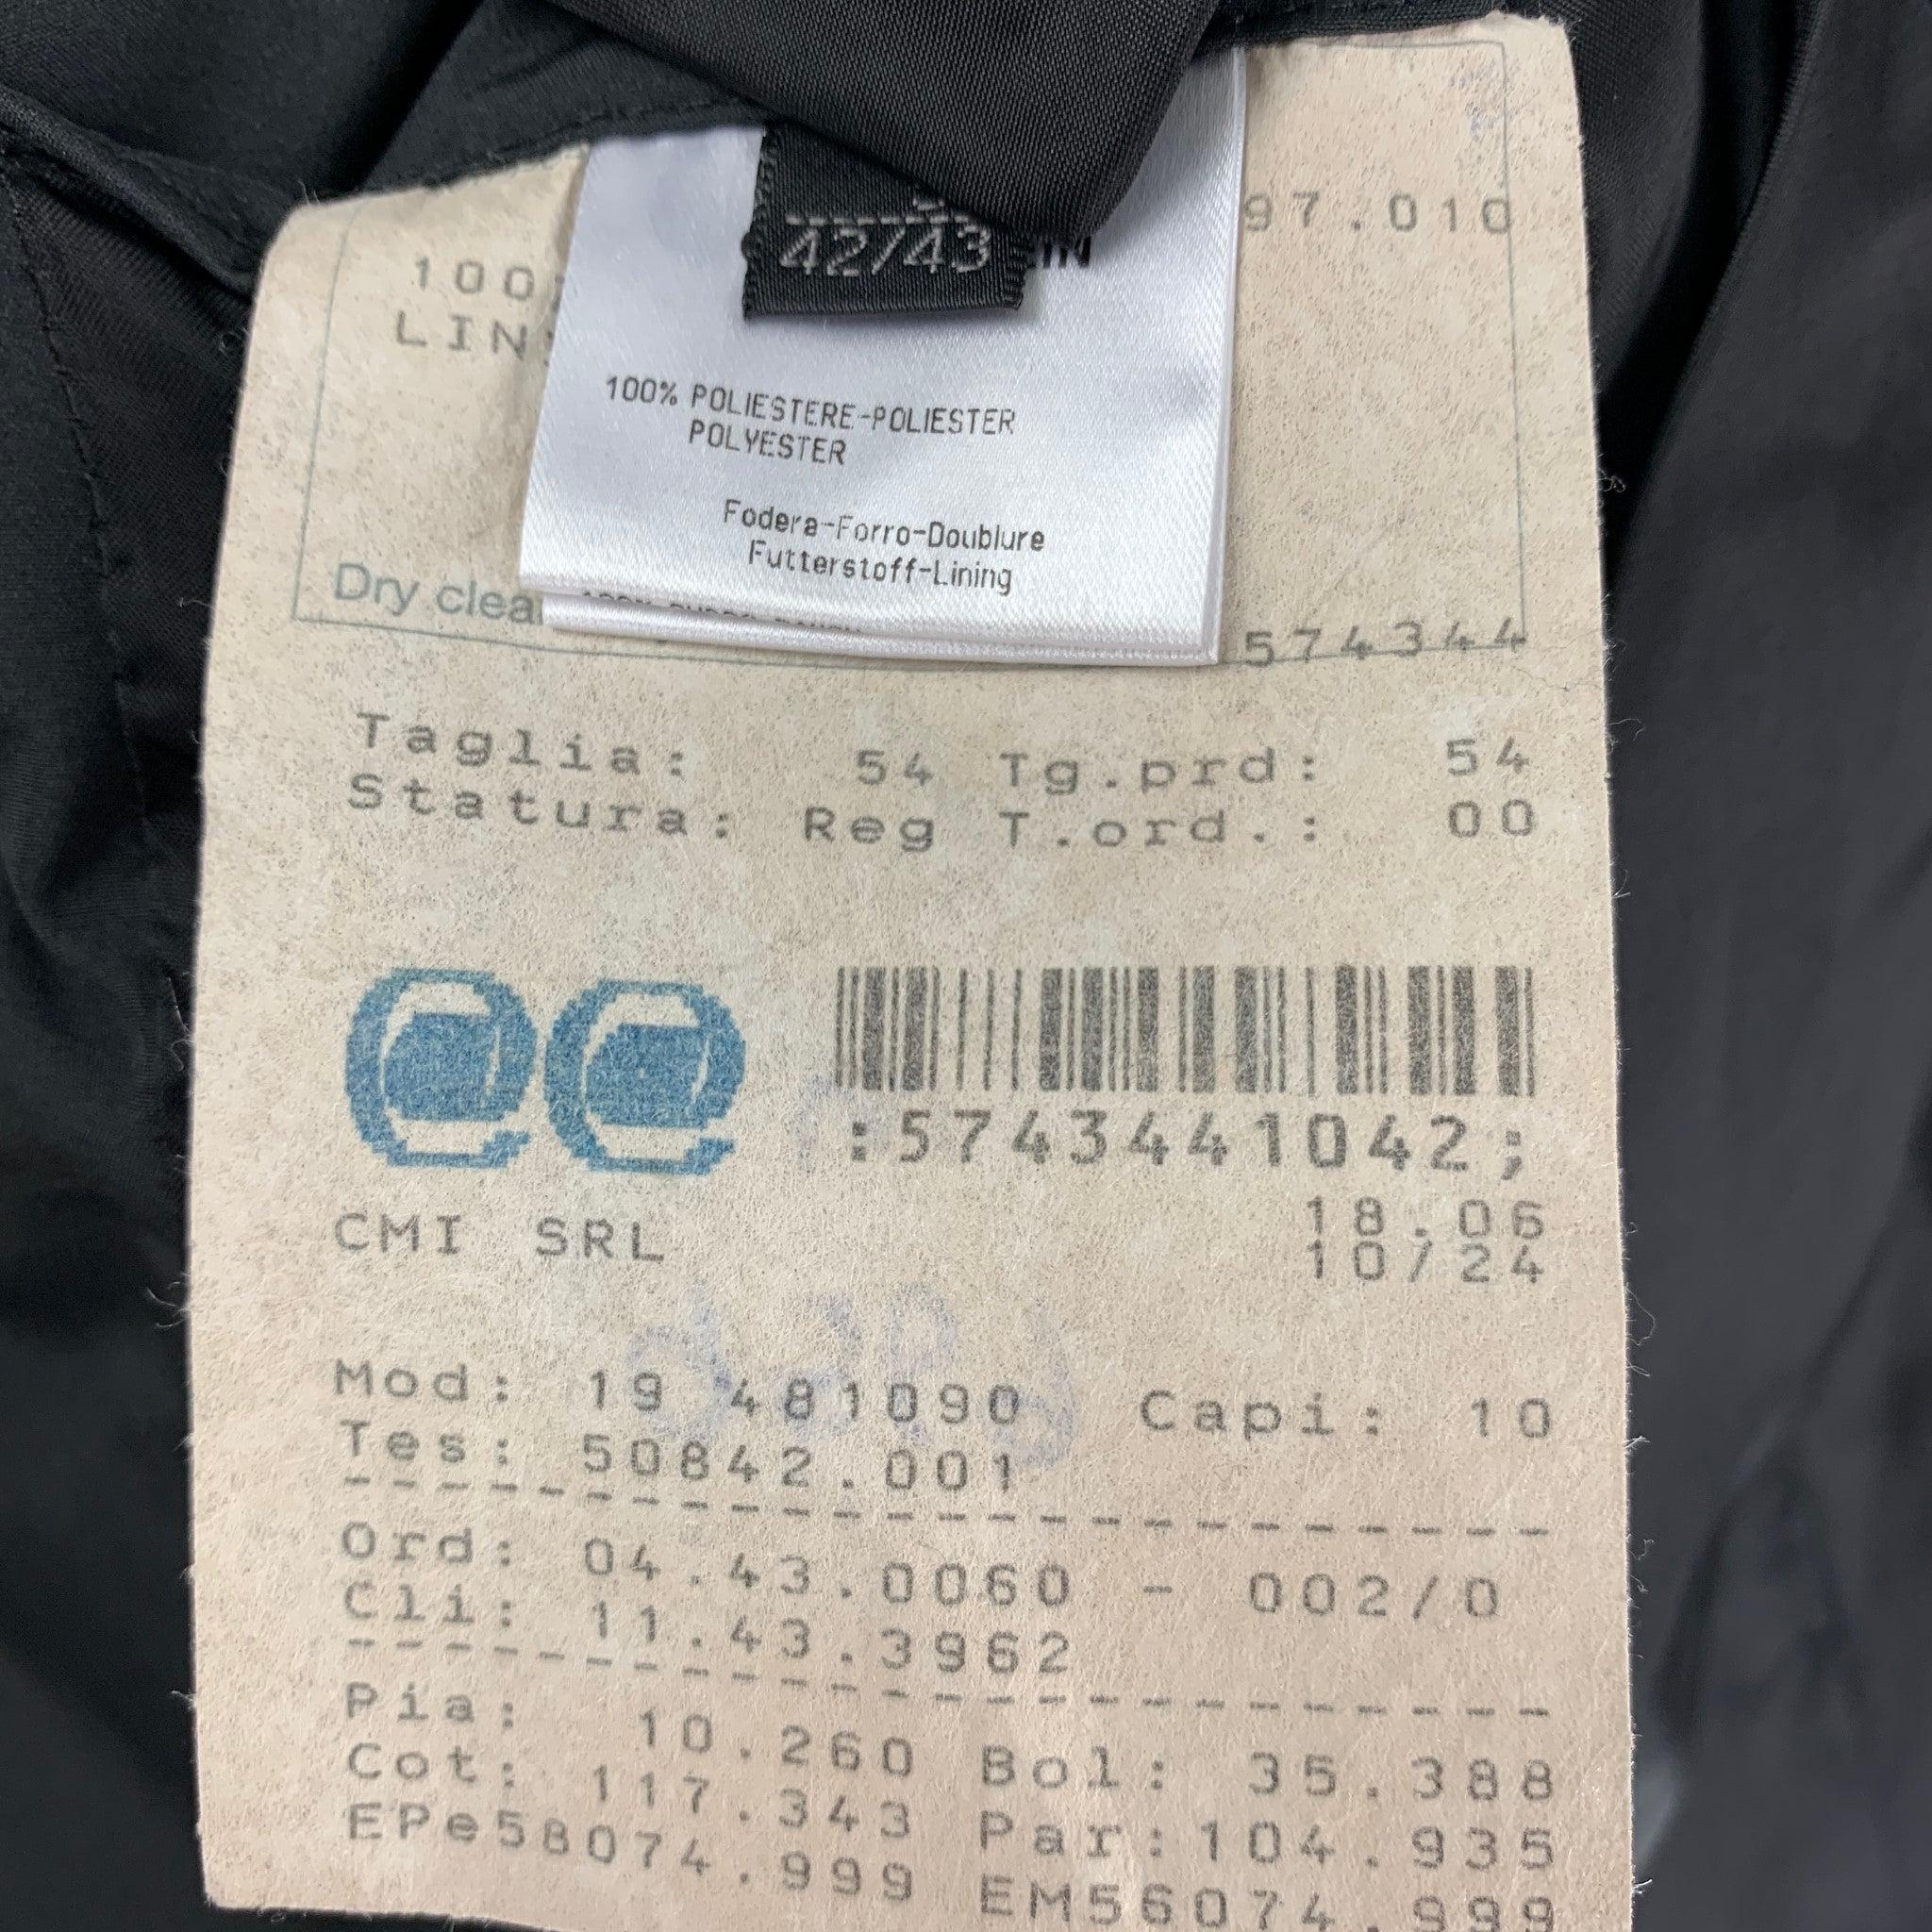 97.010
42/43
100%
LIN
100% POLIESTERE-POLIESTER
POLYESTER
Fodera-Forro-Doublure
Futterstoff-Lining
Dry clea
574344
Taglia: 54 Tg.prd: 54
Statura: Reg T.ord.: 00
:5743441042;
CMI SRL 18.06
10/24
Mod: 19 481090 Capi: 10
Tes: 50842.001
Ord: 04.43.0060 - 002/0
Cli: 11.43.3962
Pia: 10.260 Bol: 35.388
Cot: 117.343 Par:104.935
EPe58074.999 EM56074.999